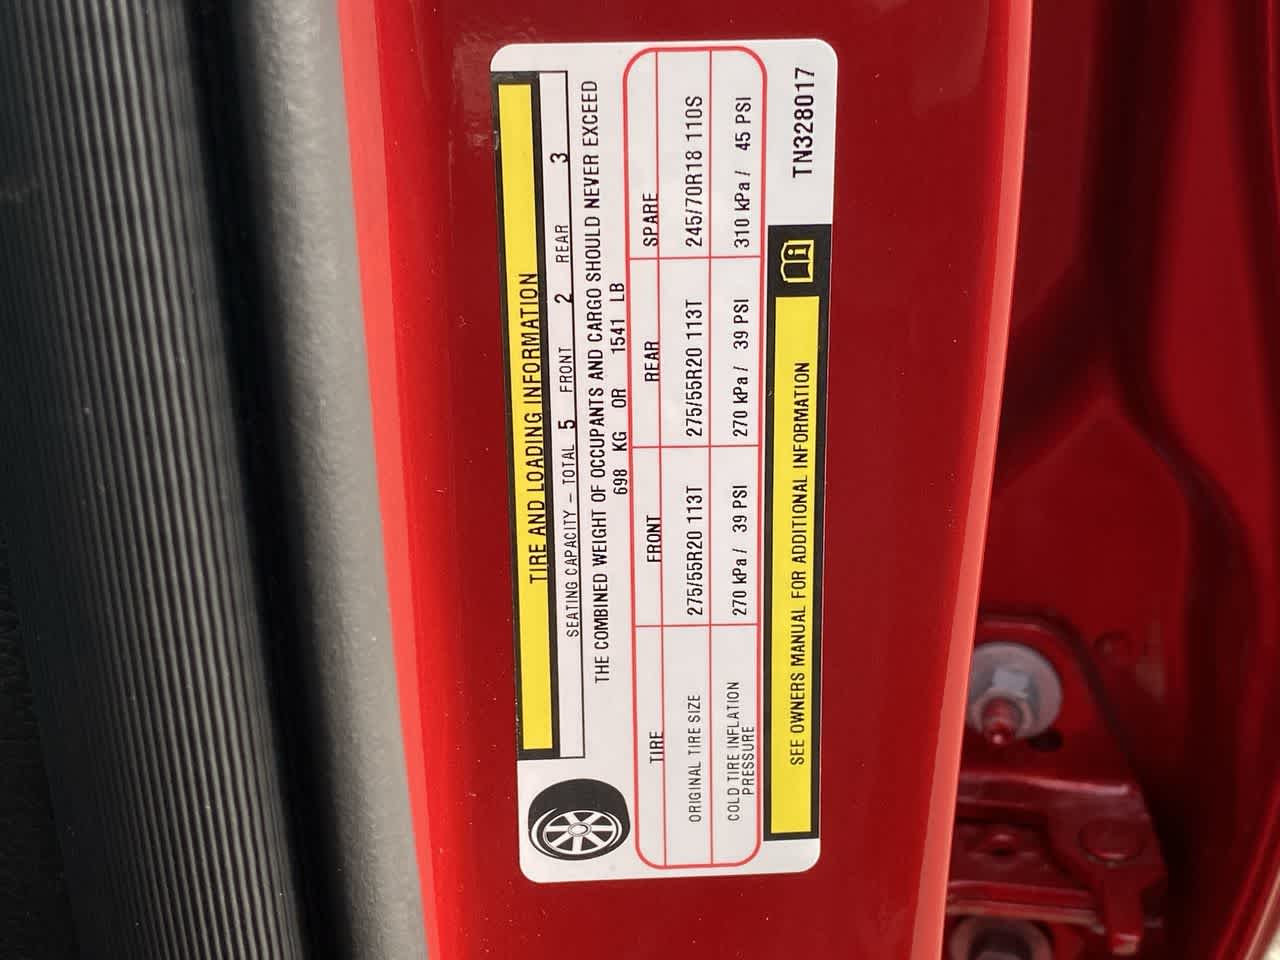 TIRE AND LOADING INFORMATION
SEATING CAPACITY – TOTAL 5 FRONT 2 REAR 3
THE COMBINED WEIGHT OF OCCUPANTS AND CARGO SHOULD NEVER EXCEED
698 KG OR 1541 LB
TIRE FRONT REAR SPARE
ORIGINAL TIRE SIZE 275/55R20 113T 275/55R20 113T 245/70R18 110S
COLD TIRE INFLATION
PRESSURE 270 kPa/ 39 PSI 270 kPa/ 39 PSI 310 kPa/ 45 PSI
SEE OWNERS MANUAL FOR ADDITIONAL INFORMATION
TN328017